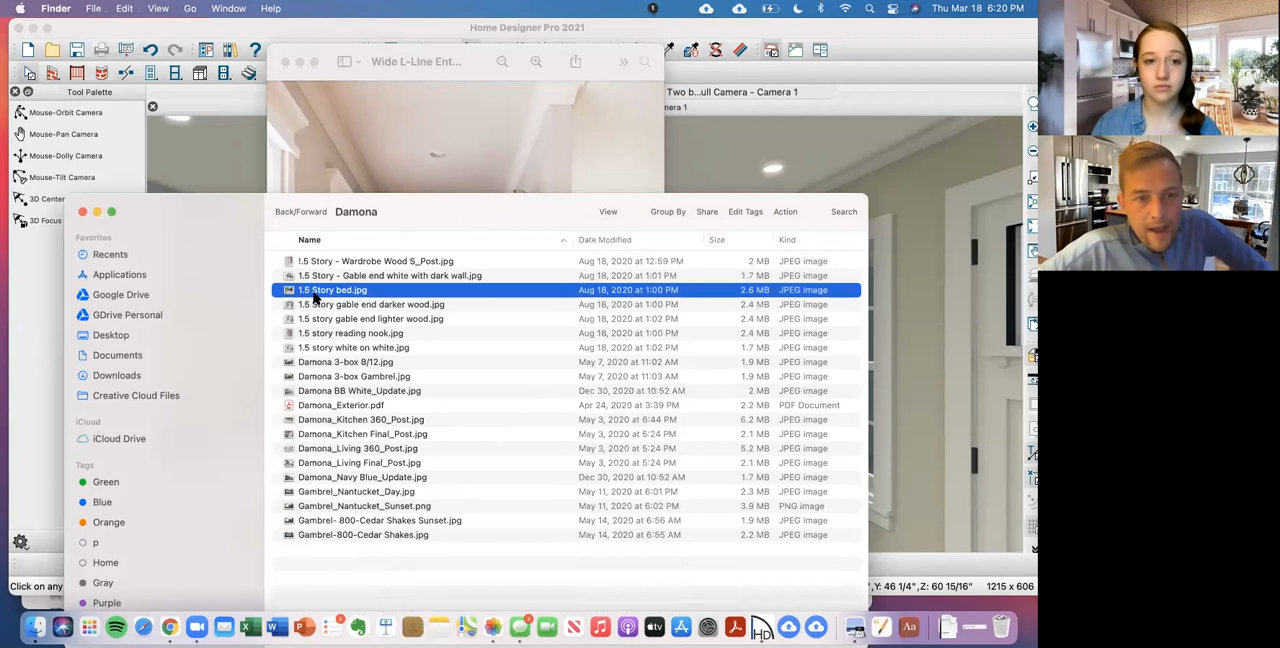 Finder File Edit View Go Window Help
1
Thu Mar 18 6:20 PM
Home Designer Pro 2021
Wide L-LIne Ent...
Tool Palette
Two b...ull Camera - Camera 1
Mouse-Orbit Camera
Mouse-Pan Camera
Mouse-Dolly Camera
Mouse-Tilt Camera
3D Center
3D Focus
Back/Forward Damona View Group By Share Edit Tags Action Search
Favorites
Recents
Applications
Google Drive
GDrive Personal
Desktop
Documents
Downloads
Creative Cloud Files
iCloud
iCloud Drive
Tags
Green
Blue
Orange
p
Home
Gray
Purple
Name Date Modified Size Kind
!.5 Story - Wardrobe Wood S_Post.jpg Aug 18, 2020 at 12:59 PM 2 MB JPEG image
1.5 Story - Gable end white with dark wall.jpg Aug 18, 2020 at 1:01 PM 1.7 MB JPEG image
1.5 Story bed.jpg Aug 18, 2020 at 1:00 PM 2.6 MB JPEG image
1.5 story gable end darker wood.jpg Aug 18, 2020 at 1:00 PM 2.4 MB JPEG image
1.5 story gable end lighter wood.jpg Aug 18, 2020 at 1:02 PM 2.4 MB JPEG image
1.5 story reading nook.jpg Aug 18, 2020 at 1:00 PM 1.7 MB JPEG image
1.5 story white on white.jpg Aug 18, 2020 at 1:02 PM 1.7 MB JPEG image
Damona 3-box 8/12.jpg May 7, 2020 at 11:02 AM 1.9 MB JPEG image
Damona 3-box Gambrel.jpg May 7, 2020 at 11:03 AM 1.9 MB JPEG image
Damona BB White_Update.jpg Dec 30, 2020 at 10:52 AM 2 MB JPEG image
Damona_Exterior.pdf Apr 24, 2020 at 3:39 PM 2.2 MB PDF Document
Damona_Kitchen 360_Post.jpg May 3, 2020 at 6:44 PM 6.2 MB JPEG image
Damona_Kitchen Final_Post.jpg May 3, 2020 at 5:24 PM 2.1 MB JPEG image
Damona_Living 360_Post.jpg May 3, 2020 at 5:24 PM 5.2 MB JPEG image
Damona_Living Final_Post.jpg May 3, 2020 at 5:24 PM 2.1 MB JPEG image
Damona_Navy Blue_Update.jpg Dec 30, 2020 at 10:52 AM 1.7 MB JPEG image
Gambrel_Nantucket_Day.jpg May 11, 2020 at 6:01 PM 2.3 MB JPEG image
Gambrel_Nantucket_Sunset.png May 11, 2020 at 6:02 PM 3.9 MB PNG image
Gambrel- 800-Cedar Shakes Sunset.jpg May 14, 2020 at 6:56 AM 1.9 MB JPEG image
Gambrel-800-Cedar Shakes.jpg May 14, 2020 at 6:55 AM 2.2 MB JPEG image
Click on any
Y: 46 1/4", Z: 60 15/16" 1215 x 606
HD
Aa